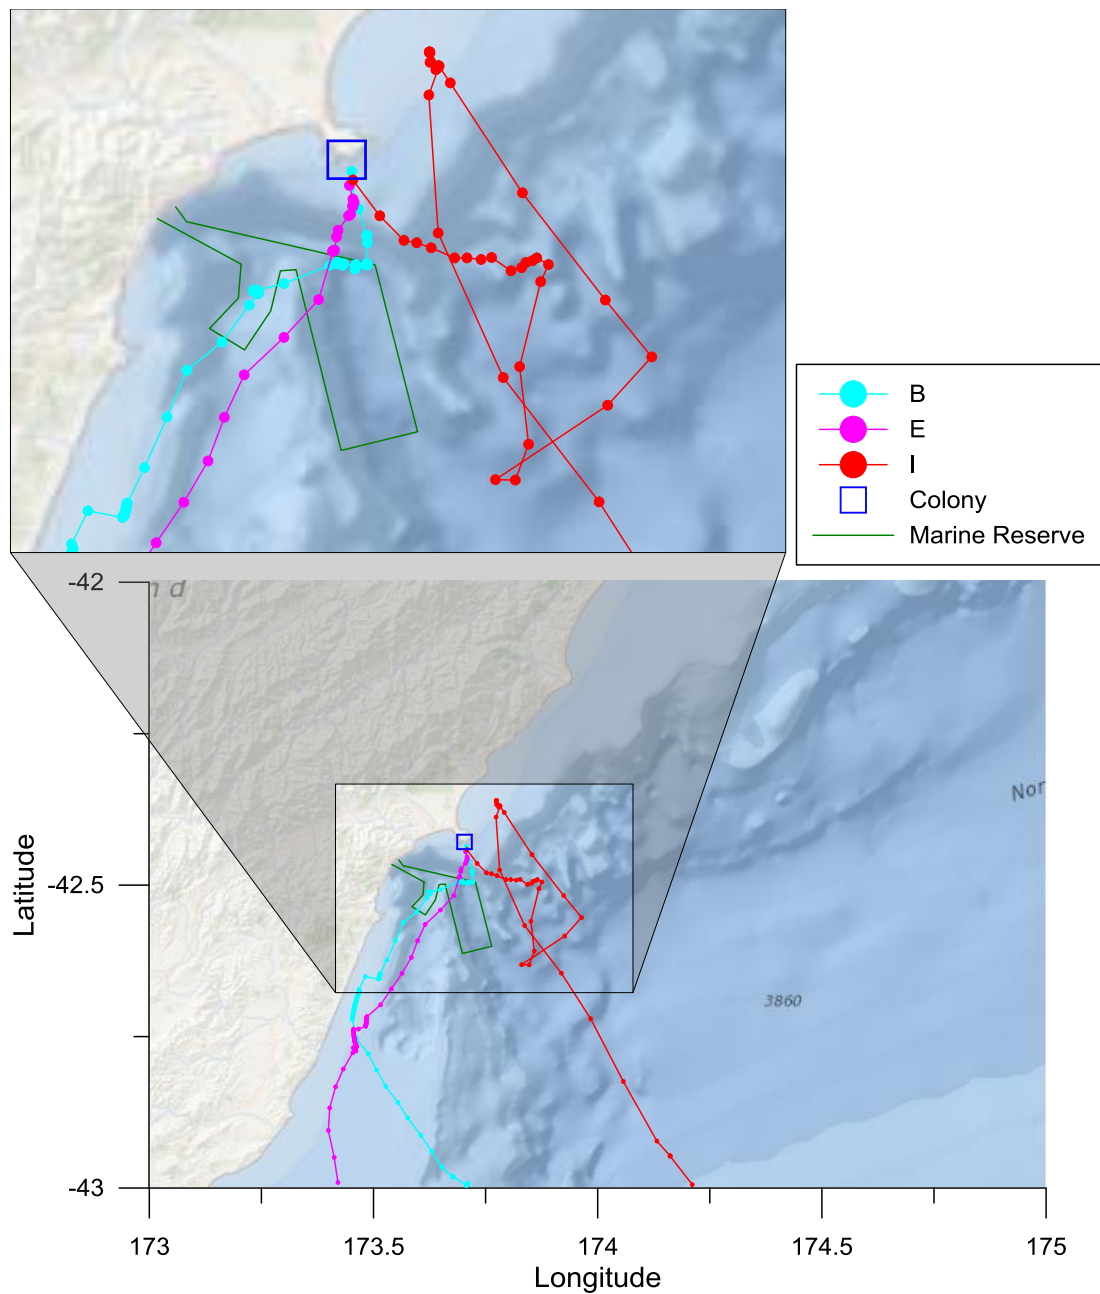 B
E
I
Colony
Marine Reserve
-42
n d
Nor
Latitude
-42.5
3860
-43
173
173.5
174
174.5
175
Longitude